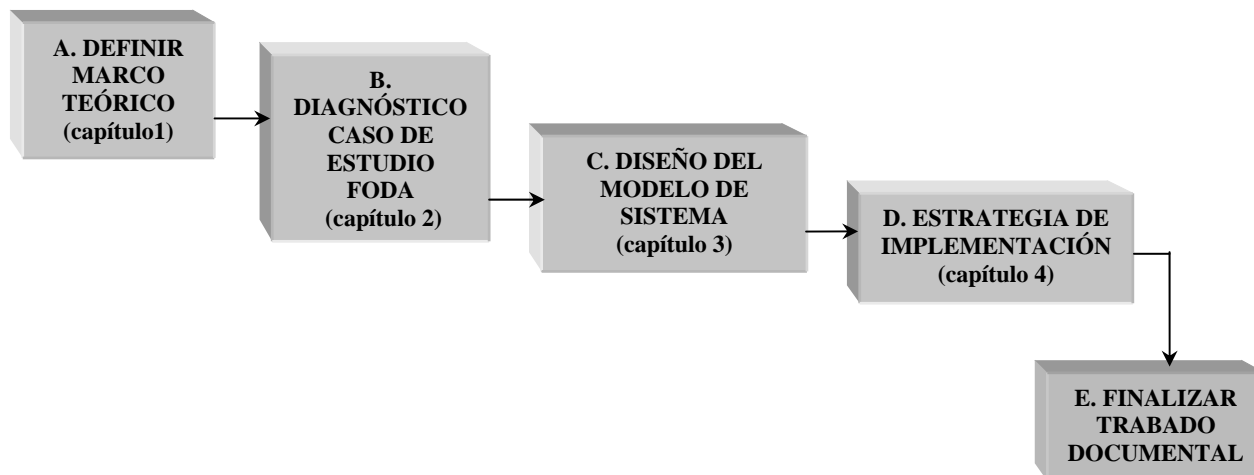 A. DEFINIR
MARCO
TEÓRICO
(capítulo1)
B.
DIAGNÓSTICO
CASO DE
ESTUDIO
FODA
(capítulo 2)
C. DISEÑO DEL
MODELO DE
SISTEMA
(capítulo 3)
D. ESTRATEGIA DE
IMPLEMENTACIÓN
(capítulo 4)
E. FINALIZAR
TRABADO
DOCUMENTAL